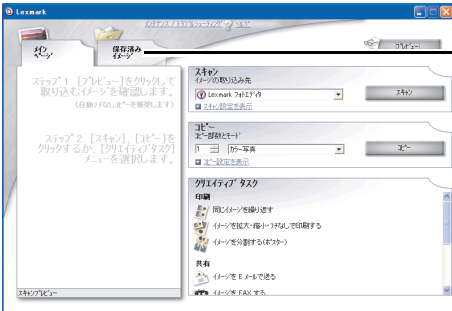 Lexmark
メイン
ページ
保存済み
イメージ
プレビュー
ステップ 1 [プレビュー]をクリックして
取り込むイメージを確認します。
(自動フチなしコピーを推奨します)
ステップ 2 [スキャン]、[コピー]を
クリックするか、[クリエイティブタスク]
メニューを選択します。
スキャンプレビュー
スキャン
イメージの取り込み先
Lexmark フォトエディタ
スキャン
スキャン設定を表示
コピー
コピー部数とモード
1
カラー写真
コピー
コピー設定を表示
クリエイティブ タスク
印刷
同じイメージを繰り返す
イメージを拡大・縮小・フチなしで印刷する
イメージを分割する(ポスター)
共有
イメージを E メールで送る
イメージを FAX する